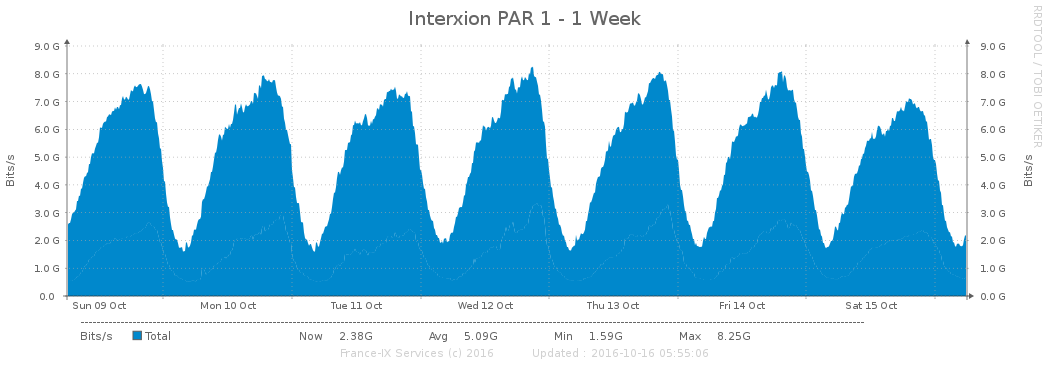 Interxion PAR 1 - 1 Week
RRDTOOL / TOBI OETIKER
9.0 G 9.0 G
8.0 G 8.0 G
7.0 G 7.0 G
6.0 G 6.0 G
5.0 G 5.0 G
4.0 G 4.0 G
3.0 G 3.0 G
2.0 G 2.0 G
1.0 G 1.0 G
0.0 0.0 G
Bits/s Bits/s
Sun 09 Oct Mon 10 Oct Tue 11 Oct Wed 12 Oct Thu 13 Oct Fri 14 Oct Sat 15 Oct
Bits/s Total Now 2.38G Avg 5.09G Min 1.59G Max 8.25G
France-IX Services (c) 2016 Updated : 2016-10-16 05:55:06